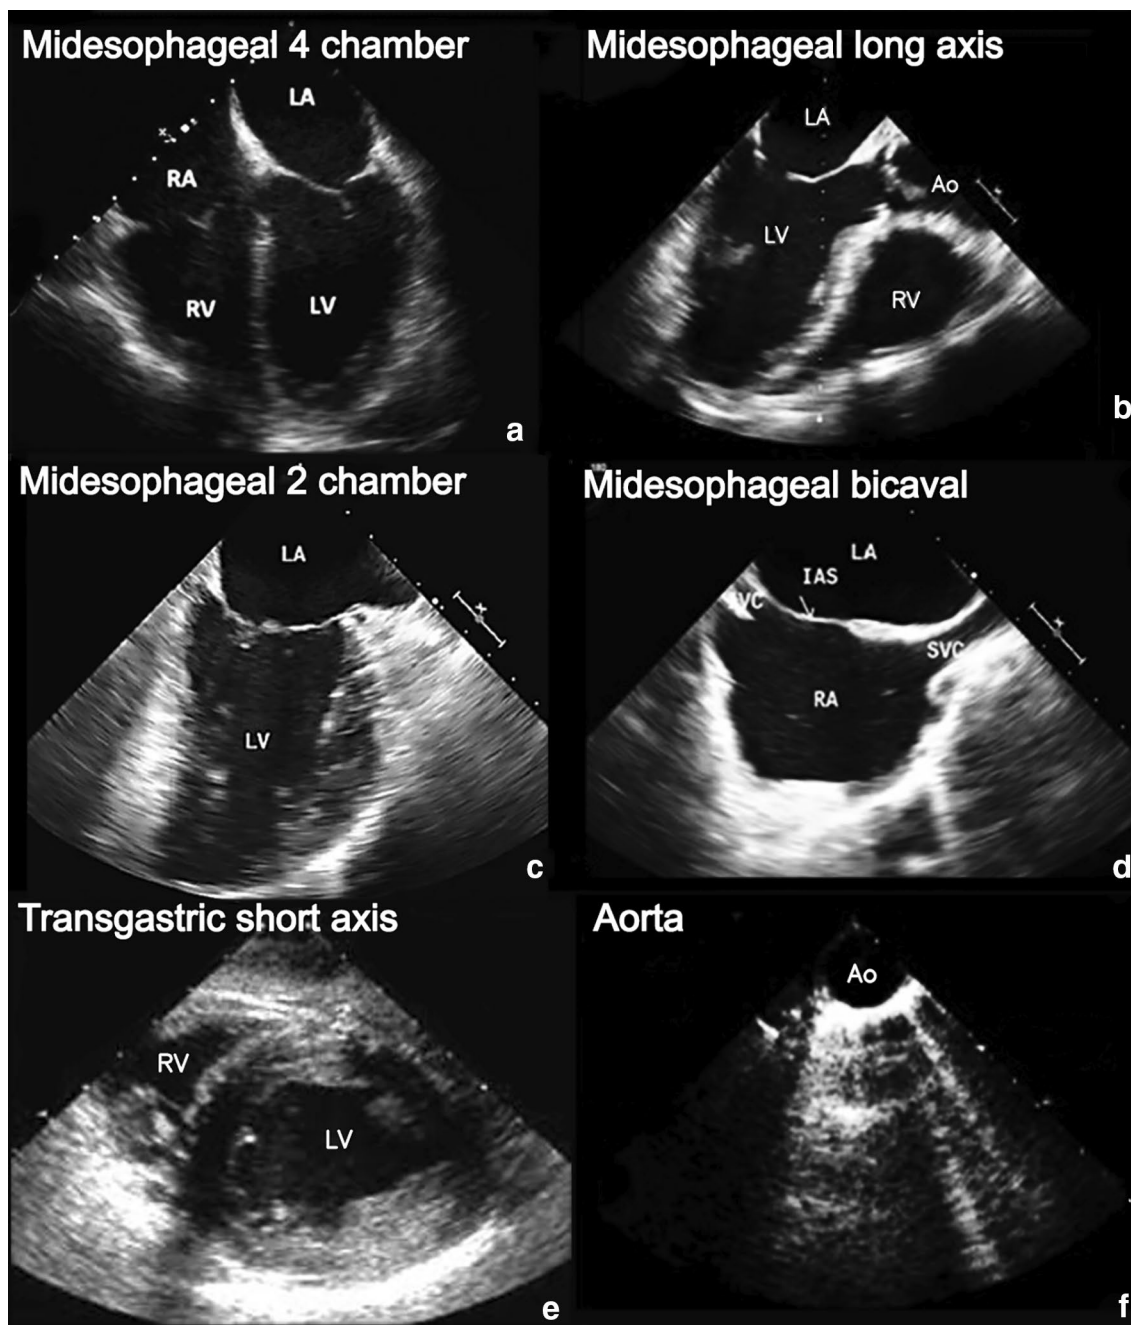 Midesophageal 4 chamber
LA
RA
RV
LV
a
Midesophageal long axis
LA
Ao
LV
RV
b
Midesophageal 2 chamber
LA
LV
c
Midesophageal bicaval
LA
IAS
SVC
RA
d
Transgastric short axis
RV
LV
e
Aorta
Ao
f